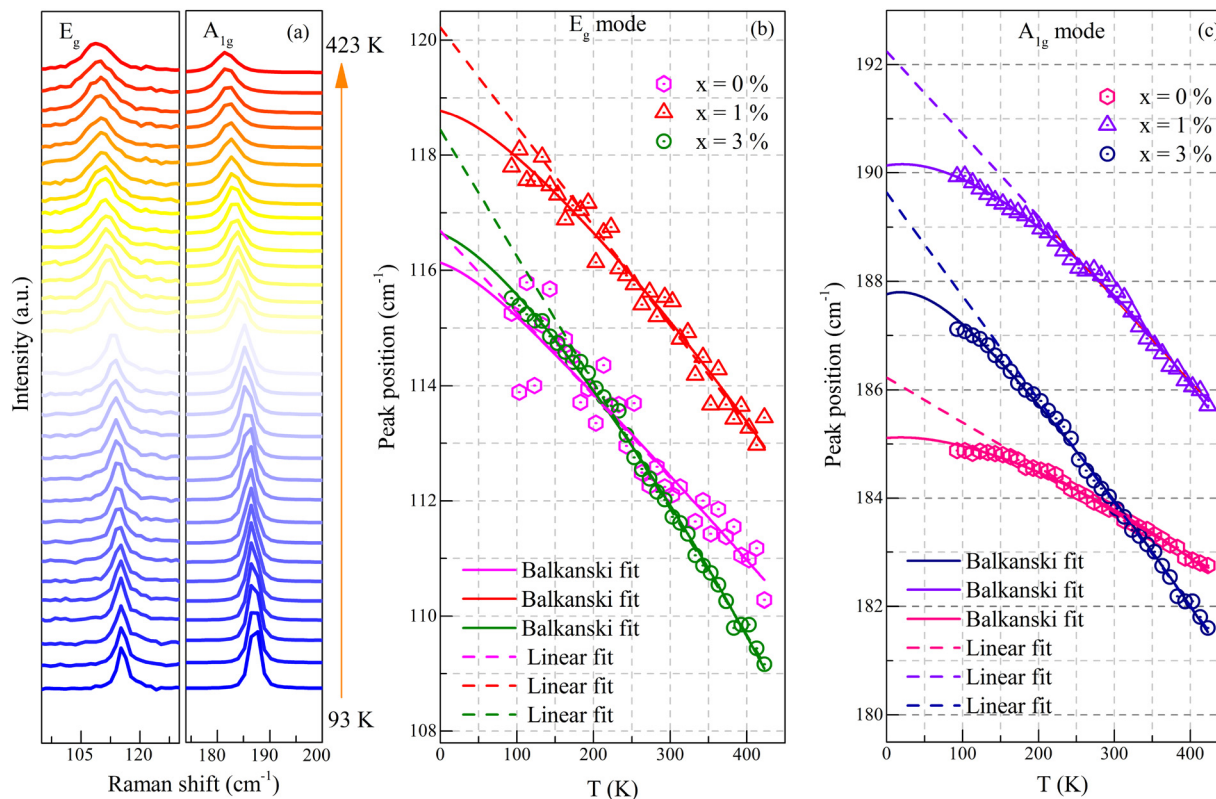 E_g
A_1g
(a)
423 K
93 K
Intensity (a.u.)
105
120
180
190
200
Raman shift (cm⁻¹)
E_g mode
(b)
x = 0 %
x = 1 %
x = 3 %
Peak position (cm⁻¹)
120
118
116
114
112
110
108
Balkanski fit
Balkanski fit
Balkanski fit
Linear fit
Linear fit
Linear fit
0
100
200
300
400
T (K)
A_1g mode
(c)
x = 0 %
x = 1 %
x = 3 %
Peak position (cm⁻¹)
192
190
188
186
184
182
180
Balkanski fit
Balkanski fit
Balkanski fit
Linear fit
Linear fit
Linear fit
0
100
200
300
400
T (K)